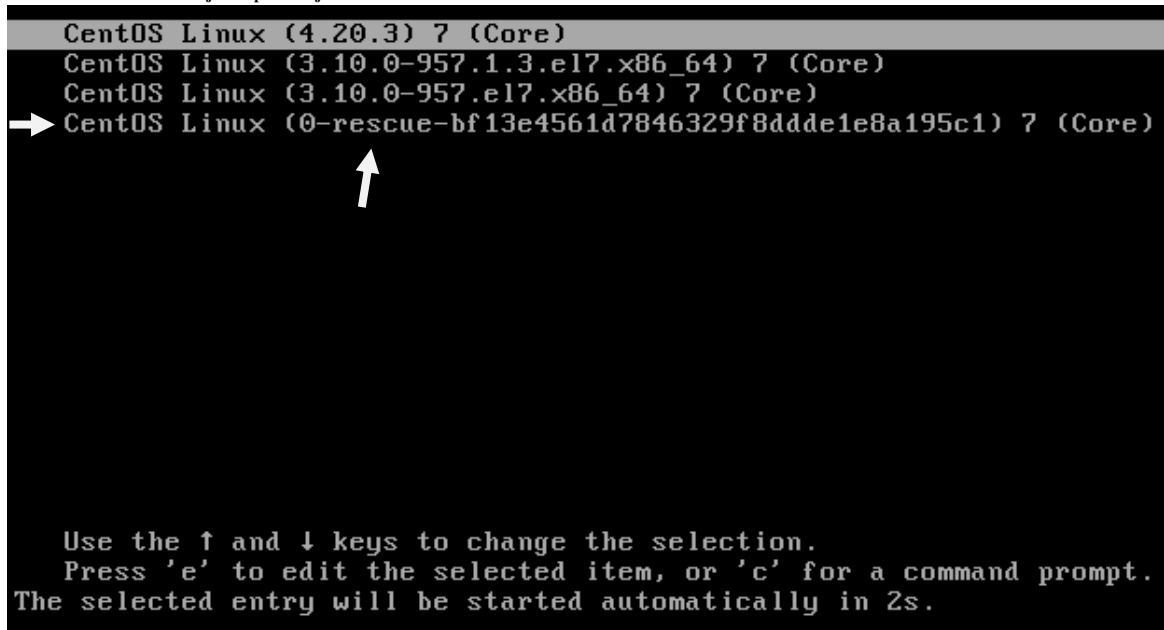 CentOS Linux (4.20.3) 7 (Core)
CentOS Linux (3.10.0-957.1.3.el7.x86_64) 7 (Core)
CentOS Linux (3.10.0-957.el7.x86_64) 7 (Core)
CentOS Linux (0-rescue-bf13e4561d7846329f8ddde1e8a195c1) 7 (Core)
Use the ↑ and ↓ keys to change the selection.
Press 'e' to edit the selected item, or 'c' for a command prompt.
The selected entry will be started automatically in 2s.